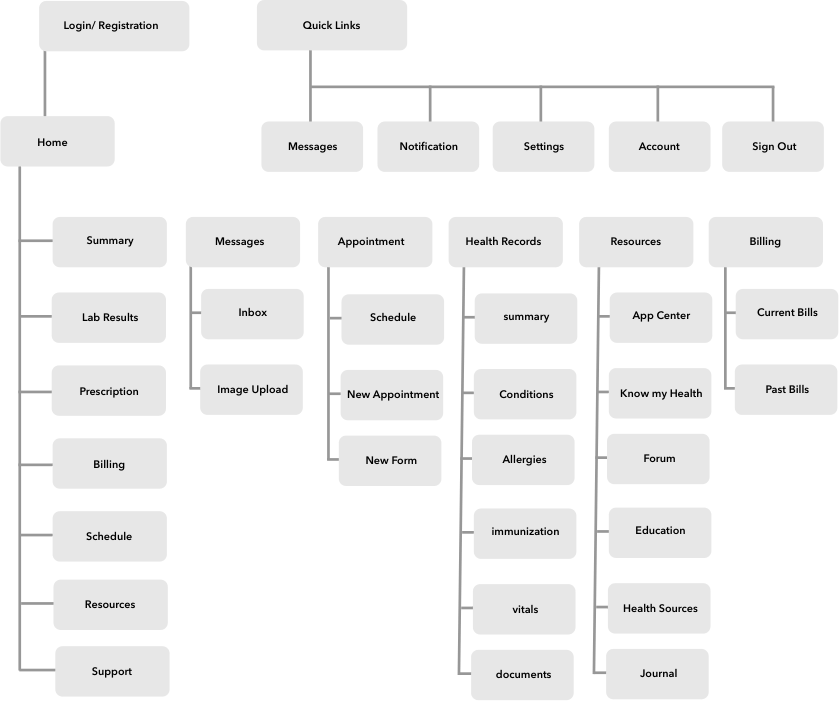 Login/ Registration
Quick Links
Home
Messages
Notification
Settings
Account
Sign Out
Summary
Lab Results
Prescription
Billing
Schedule
Resources
Support
Messages
Inbox
Image Upload
Appointment
Schedule
New Appointment
New Form
Health Records
summary
Conditions
Allergies
immunization
vitals
documents
Resources
App Center
Know my Health
Forum
Education
Health Sources
Journal
Billing
Current Bills
Past Bills